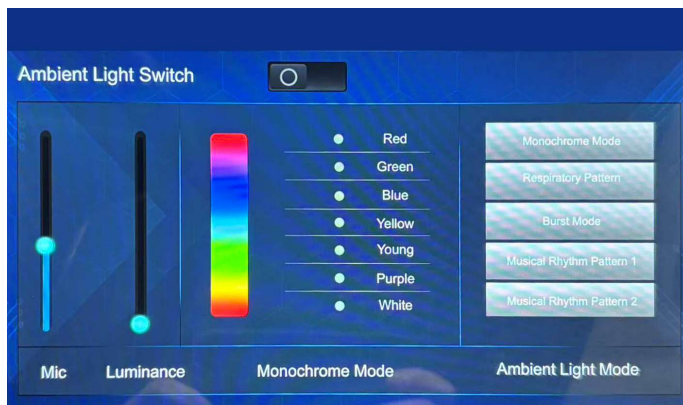 Ambient Light Switch
Red
Green
Blue
Yellow
Young
Purple
White
Monochrome Mode
Respiratory Pattern
Burst Mode
Musical Rhythm Pattern 1
Musical Rhythm Pattern 2
Mic
Luminance
Monochrome Mode
Ambient Light Mode